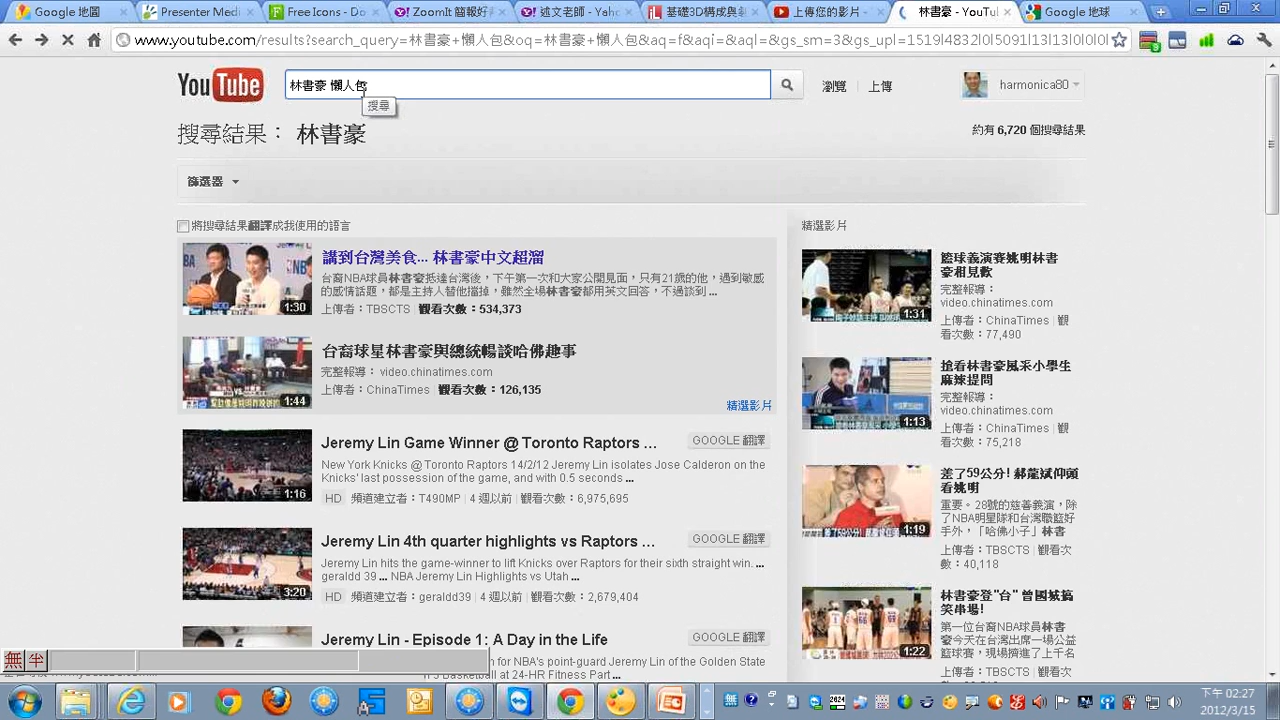 Google 地圖
Presenter Medi
Free Icons - Dow
ZoomIt 簡報好
述文老師 - Yaho
基礎3D構成與
上傳您的影片 -
林書豪 - YouTu
Google 地球
www.youtube.com/results?search_query=林書豪+懶人包&oq=林書豪+懶人包&aq=f&aqi=&aql=&gs_sm=3&gs_upl=1519l4832l0l5091l13l13l0l0l0l
YouTube
林書豪 懶人包
瀏覽
上傳
harmonica80
搜尋
搜尋結果： 林書豪
約有 6,720 個搜尋結果
篩選器
將搜尋結果翻譯成我使用的語言
1:30
講到台灣美食... 林書豪中文超溜
台裔NBA球員林書豪抵達台灣後，下午第一次和大家公開見面，只有21歲的他，遇到敏感
的感情話題，都是主持人替他擋掉，雖然全場林書豪都用英文回答，不過談到 ...
上傳者：TBSCTS | 觀看次數：534,373
1:44
台裔球星林書豪與總統暢談哈佛趣事
完整報導： video.chinatimes.com
上傳者：ChinaTimes 觀看次數：126,135
精選影片
1:16
Jeremy Lin Game Winner @ Toronto Raptors ...
GOOGLE 翻譯
New York Knicks @ Toronto Raptors 14/2/12 Jeremy Lin isolates Jose Calderon on the
Knicks' last possession of the game, and with 0.5 seconds ...
HD 頻道建立者：T490MP | 4 週以前 | 觀看次數：6,975,695
3:20
Jeremy Lin 4th quarter highlights vs Raptors ...
GOOGLE 翻譯
Jeremy Lin hits the game-winner to lift Knicks over Raptors for their sixth straight win. ...
geraldd 39 ... NBA Jeremy Lin Highlights vs Utah ...
HD 頻道建立者：geraldd39 | 4 週以前 | 觀看次數：2,679,404
Jeremy Lin - Episode 1: A Day in the Life
GOOGLE 翻譯
n for NBA's point-guard Jeremy Lin of the Golden State
Basketball at 24-HR Fitness Part ...
精選影片
1:31
籃球義演賽姚明林書
豪相見歡
完整報導：
video.chinatimes.com
上傳者：ChinaTimes | 觀
看次數：77,490
1:13
搶看林書豪風采小學生
麻辣提問
完整報導：
video.chinatimes.com
上傳者：ChinaTimes | 觀
看次數：75,218
1:19
差了59公分! 郝龍斌仰頭
看姚明
重要。 28號的慈善義演，除
了NBA明星隊和台灣職籃好
手外，「哈佛小子」林書
上傳者：TBSCTS | 觀看次
數：40,118
1:22
林書豪登"台" 曾國城搞
笑串場!
第一位台裔NBA球員林書
豪今天在台灣出席一場公益
籃球賽，現場擠進了上千名
上傳者：TBSCTS | 觀看次
無 半
無
2624
下午 02:27
2012/3/15